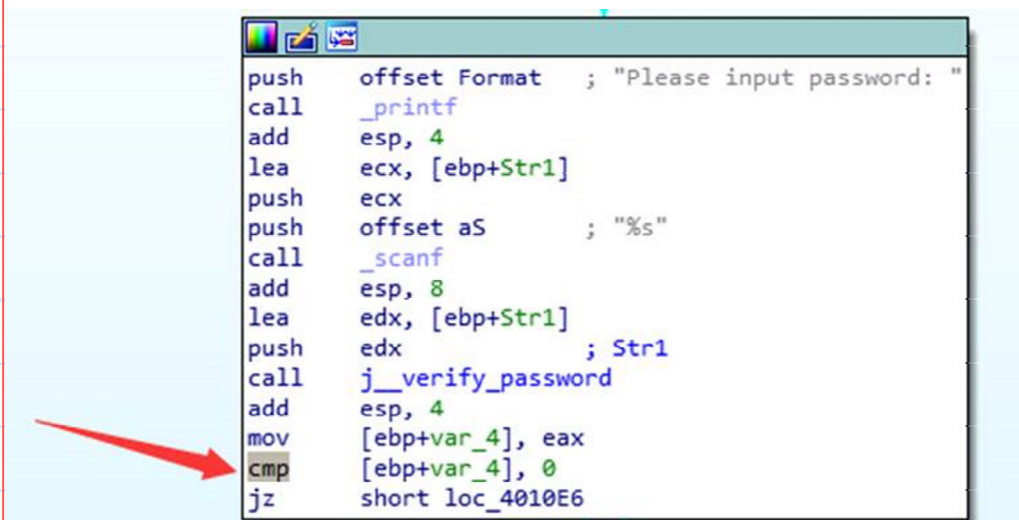 push offset Format ; "Please input password: "
call _printf
add esp, 4
lea ecx, [ebp+Str1]
push ecx
push offset aS ; "%s"
call _scanf
add esp, 8
lea edx, [ebp+Str1]
push edx ; Str1
call j__verify_password
add esp, 4
mov [ebp+var_4], eax
cmp [ebp+var_4], 0
jz short loc_4010E6